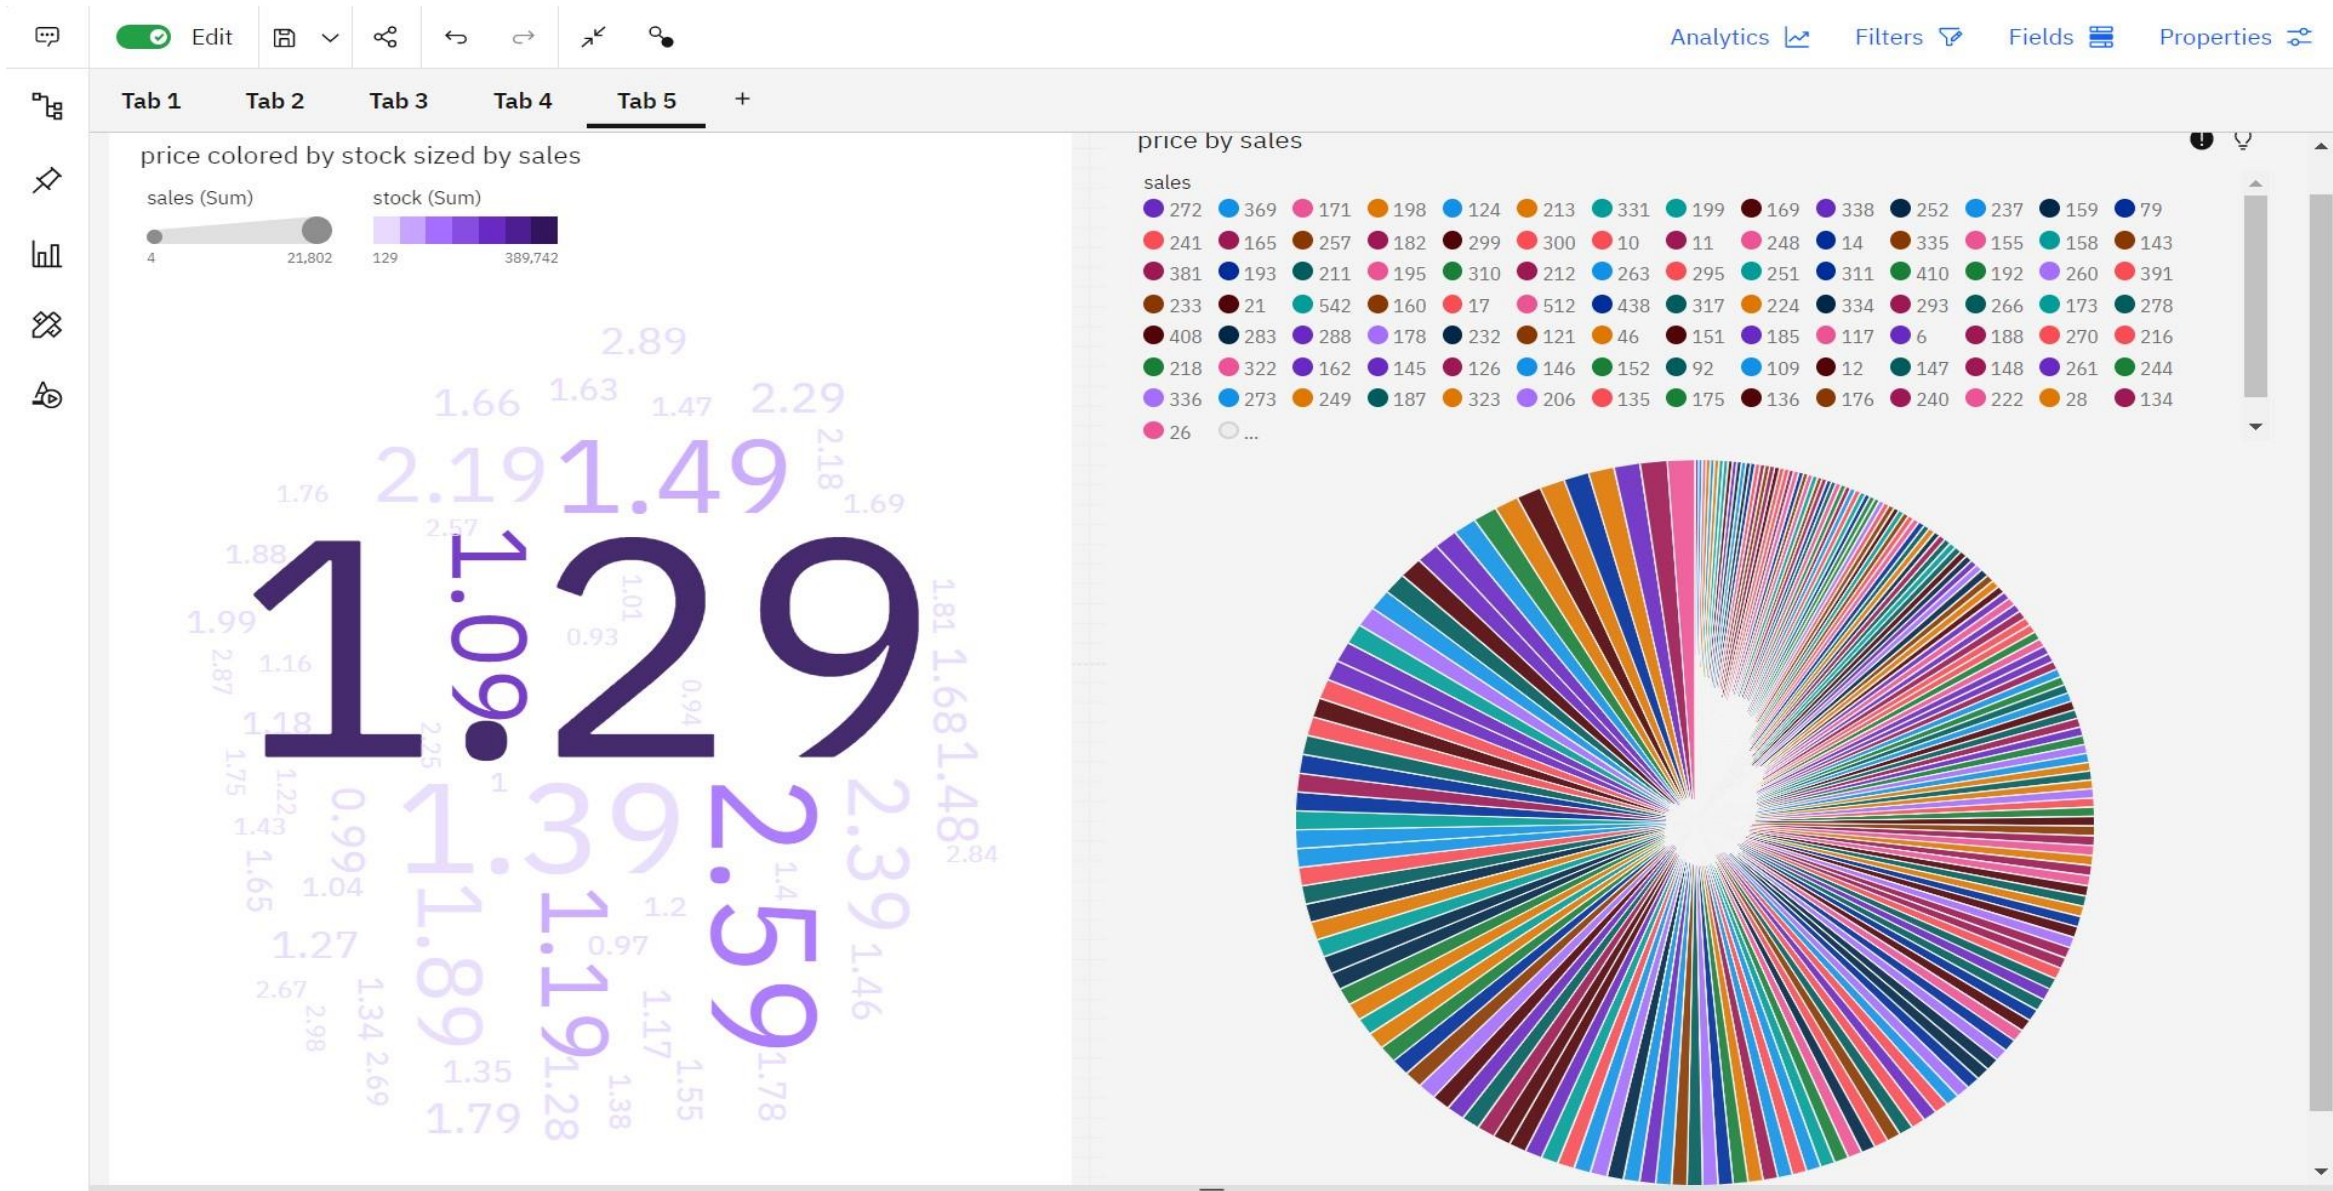 Edit
Analytics
Filters
Fields
Properties
Tab 1 Tab 2 Tab 3 Tab 4 Tab 5 +
price colored by stock sized by sales
sales (Sum)
4 21,802
stock (Sum)
129 389,742
2.89
1.66 1.63 1.47 2.29
2.19 1.49 2.18
1.76 1.69
2.57
1.88
1.29
1.09
1.01
1.81
1.99
0.93
2.87
1.16
1.68
0.94
1.18
2.25
1.75
1.22
1
1.48
1.43
0.99
1.39
2.59
2.39
2.84
1.65
1.04
1.4
1.89
1.19
1.2
1.27
0.97
1.46
2.67
2.98
1.34
1.17
2.69
1.35
1.28
1.38
1.55
1.78
1.79
price by sales
sales
272 369 171 198 124 213 331 199 169 338 252 237 159 79
241 165 257 182 299 300 10 11 248 14 335 155 158 143
381 193 211 195 310 212 263 295 251 311 410 192 260 391
233 21 542 160 17 512 438 317 224 334 293 266 173 278
408 283 288 178 232 121 46 151 185 117 6 188 270 216
218 322 162 145 126 146 152 92 109 12 147 148 261 244
336 273 249 187 323 206 135 175 136 176 240 222 28 134
26 ...